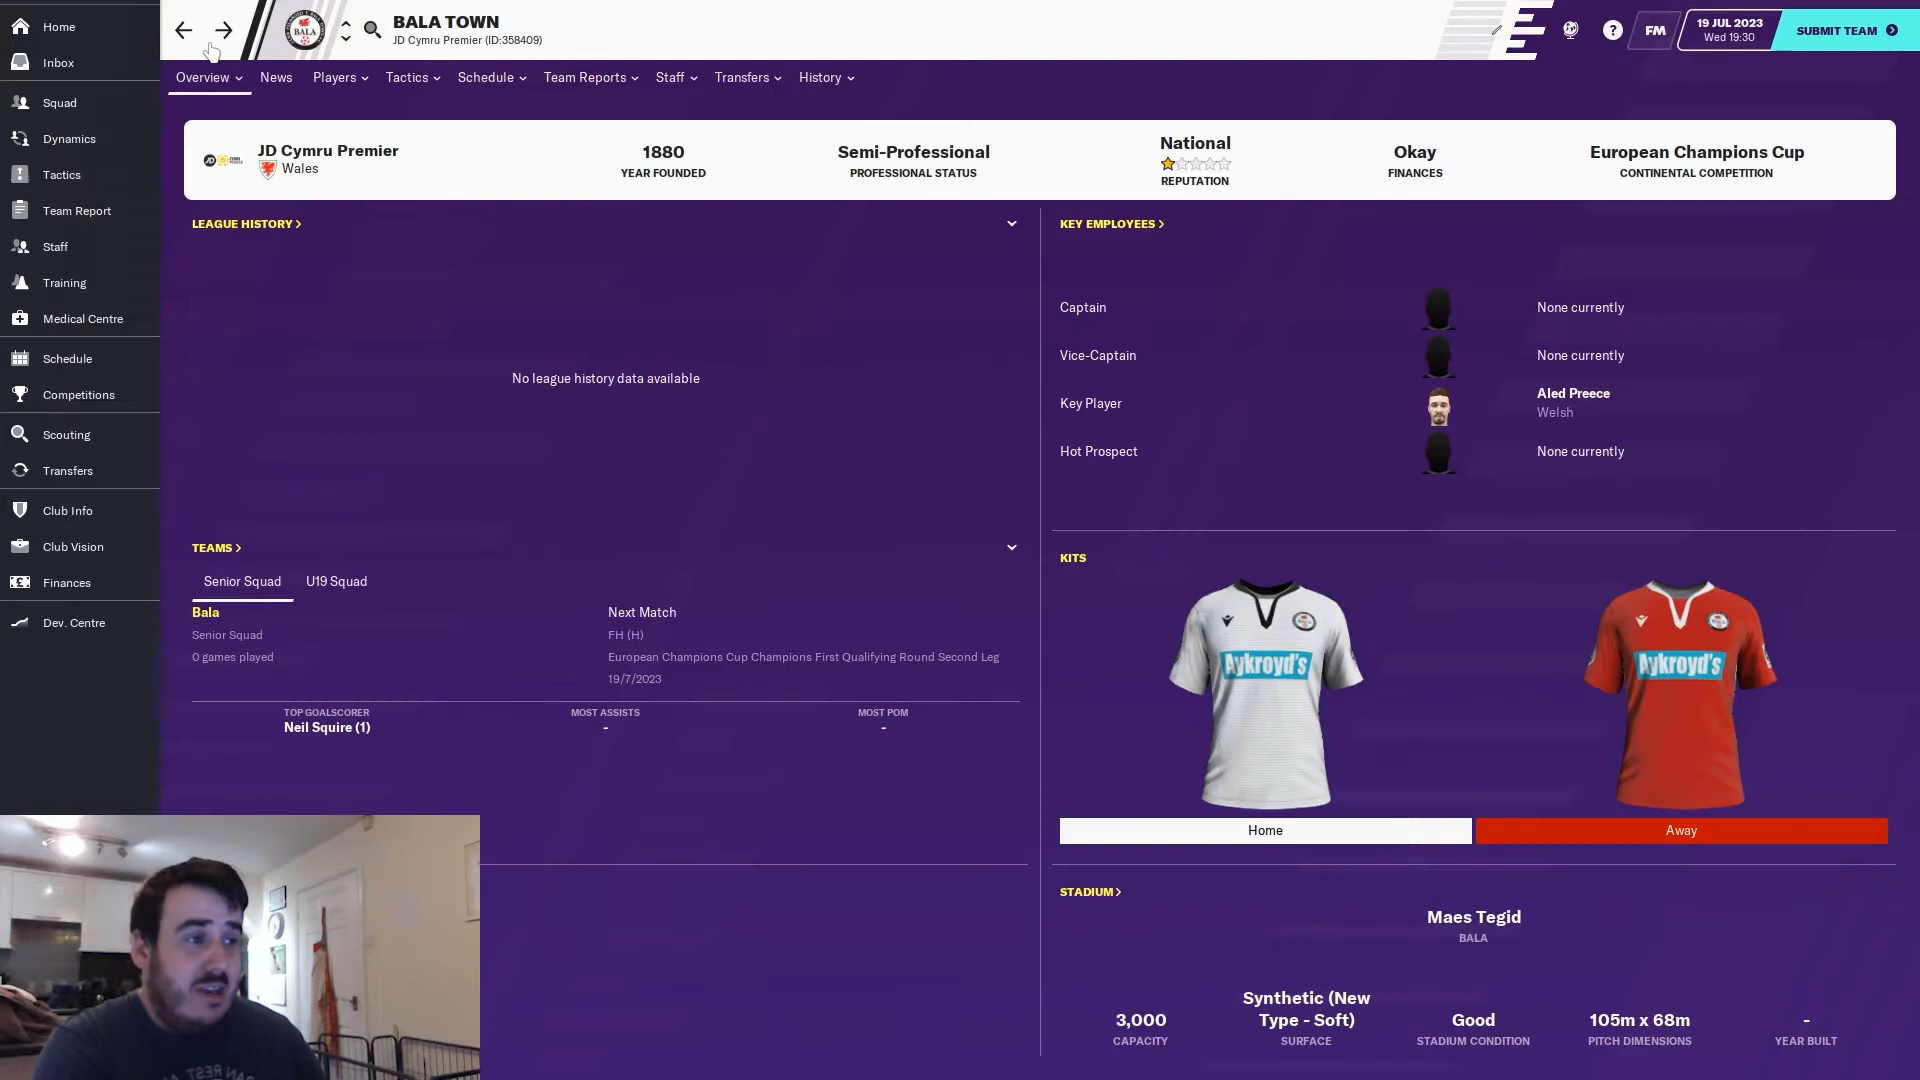 Home
Inbox
Squad
Dynamics
Tactics
Team Report
Staff
Training
Medical Centre
Schedule
Competitions
Scouting
Transfers
Club Info
Club Vision
Finances
Dev. Centre
BALA
BALA TOWN
JD Cymru Premier (ID:358409)
?
FM
19 JUL 2023
Wed 19:30
SUBMIT TEAM
Overview News Players Tactics Schedule Team Reports Staff Transfers History
JD
JD Cymru Premier
Wales
1880
YEAR FOUNDED
Semi-Professional
PROFESSIONAL STATUS
National
REPUTATION
Okay
FINANCES
European Champions Cup
CONTINENTAL COMPETITION
LEAGUE HISTORY >
No league history data available
KEY EMPLOYEES >
Captain None currently
Vice-Captain None currently
Key Player Aled Preece
Welsh
Hot Prospect None currently
TEAMS >
Senior Squad U19 Squad
Bala
Senior Squad
0 games played
Next Match
FH (H)
European Champions Cup Champions First Qualifying Round Second Leg
19/7/2023
TOP GOALSCORER
Neil Squire (1)
MOST ASSISTS
-
MOST POM
-
KITS
BALA
Aykroyd's
BALA
Aykroyd's
Home
Away
STADIUM >
Maes Tegid
BALA
3,000
CAPACITY
Synthetic (New
Type - Soft)
SURFACE
Good
STADIUM CONDITION
105m x 68m
PITCH DIMENSIONS
-
YEAR BUILT